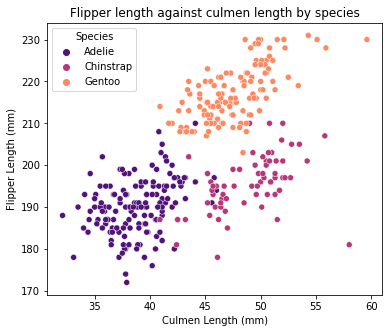 Flipper length against culmen length by species
Species
Adelie
Chinstrap
Gentoo
Flipper Length (mm)
230
220
210
200
190
180
170
35 40 45 50 55 60
Culmen Length (mm)